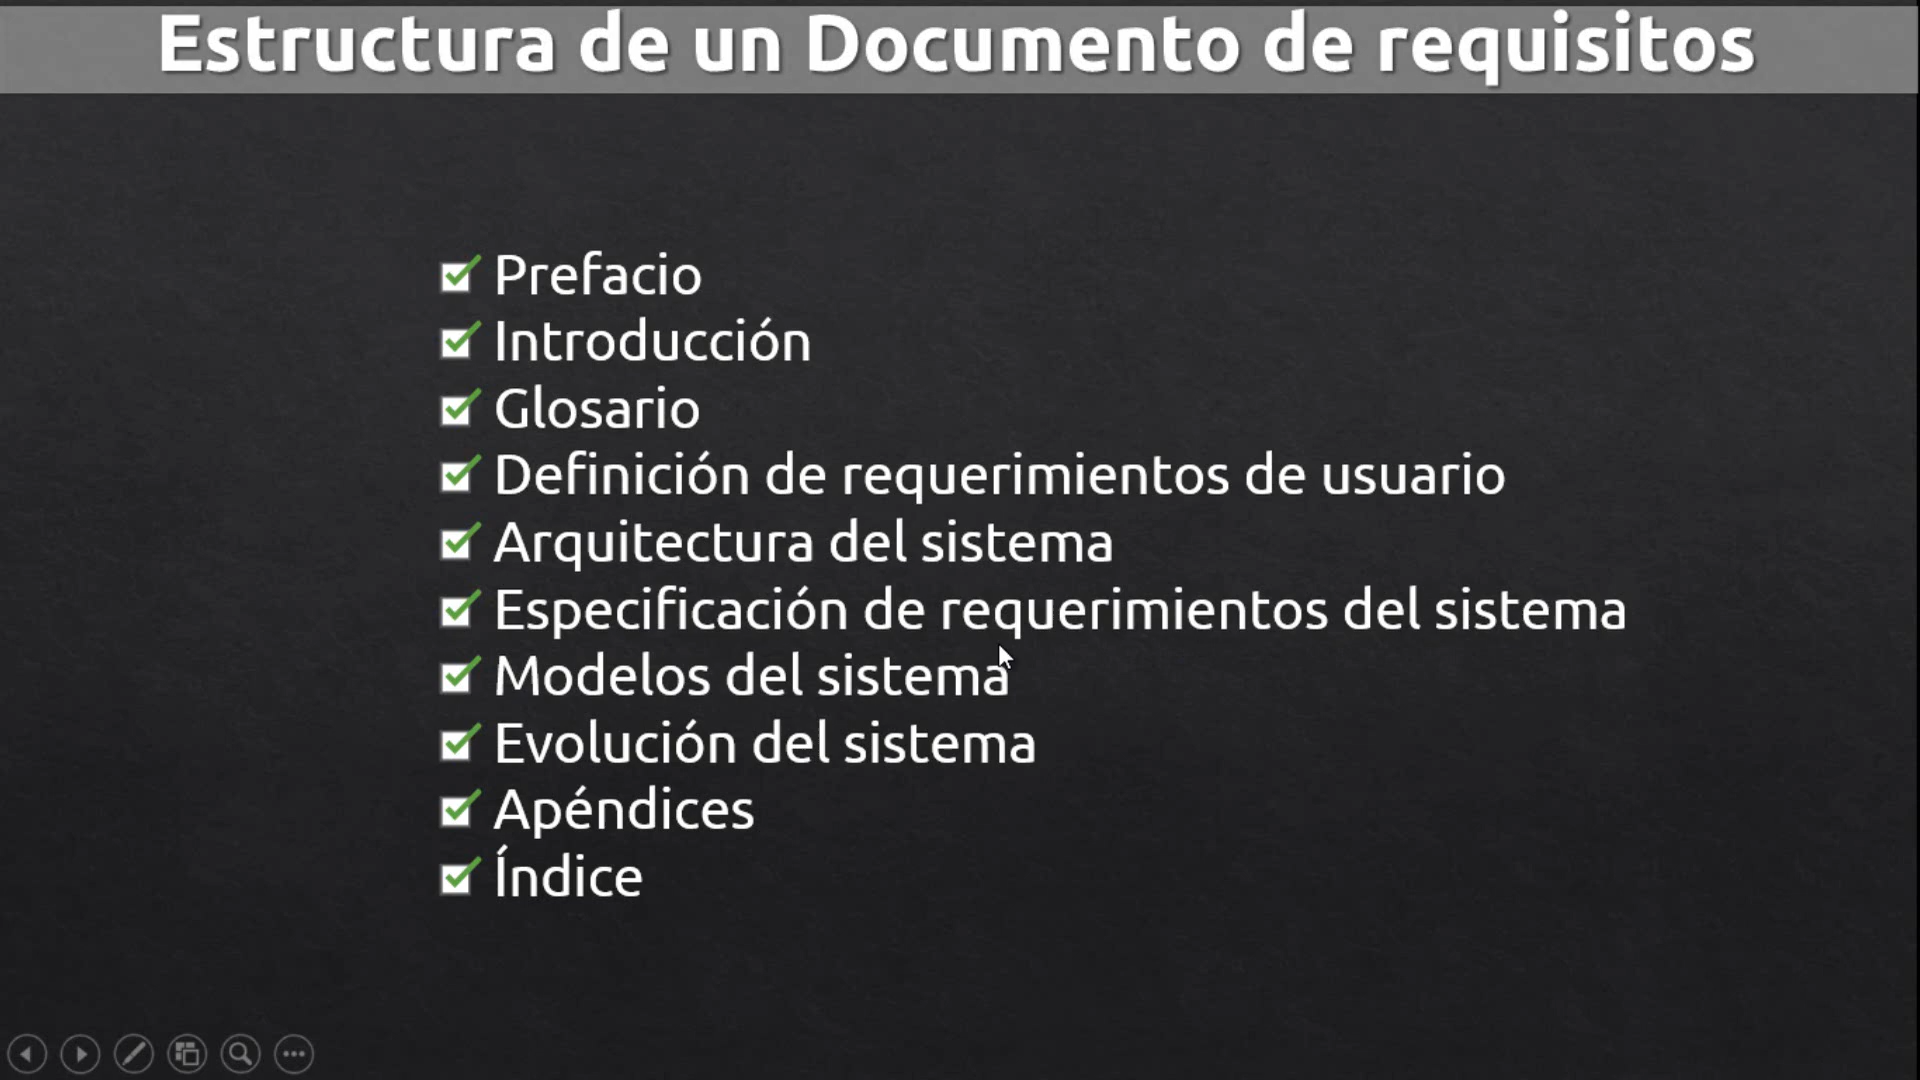 Estructura de un Documento de requisitos
Prefacio
Introducción
Glosario
Definición de requerimientos de usuario
Arquitectura del sistema
Especificación de requerimientos del sistema
Modelos del sistema
Evolución del sistema
Apéndices
Índice